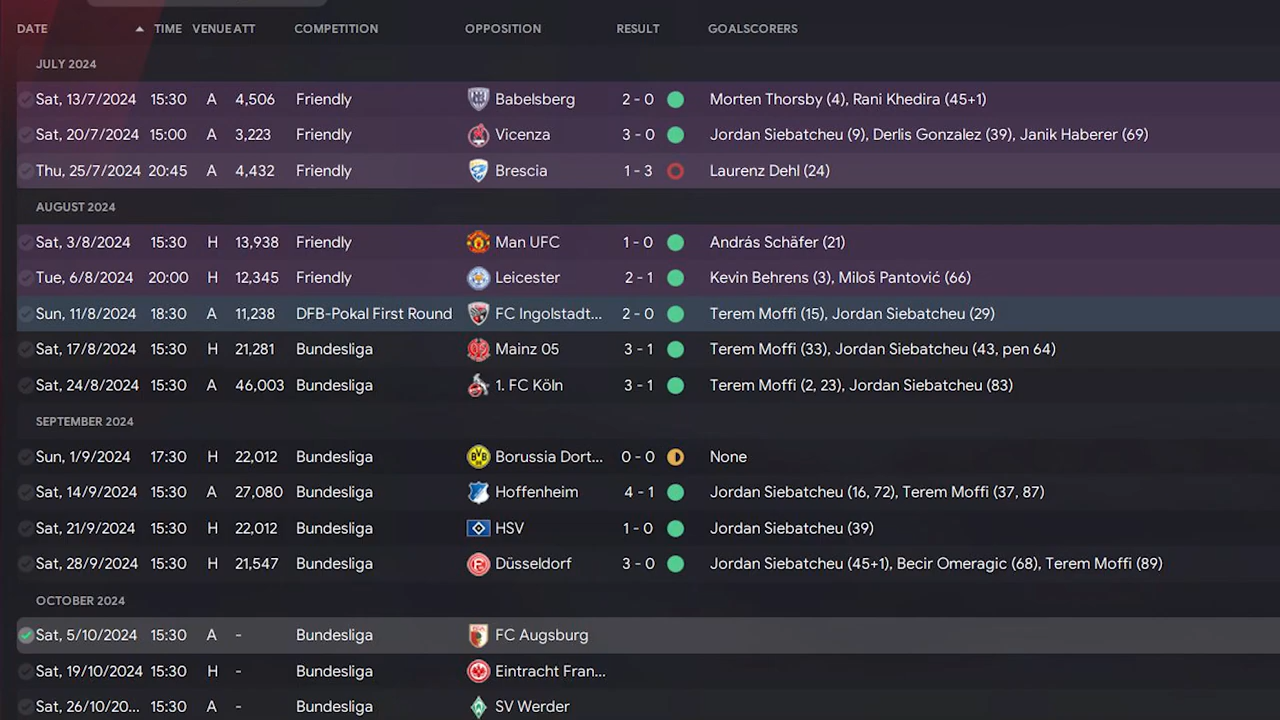 DATE TIME VENUE ATT COMPETITION OPPOSITION RESULT GOALSCORERS
JULY 2024
Sat, 13/7/2024 15:30 A 4,506 Friendly Babelsberg 2 - 0 Morten Thorsby (4), Rani Khedira (45+1)
Sat, 20/7/2024 15:00 A 3,223 Friendly Vicenza 3 - 0 Jordan Siebatcheu (9), Derlis Gonzalez (39), Janik Haberer (69)
Thu, 25/7/2024 20:45 A 4,432 Friendly Brescia 1 - 3 Laurenz Dehl (24)
AUGUST 2024
Sat, 3/8/2024 15:30 H 13,938 Friendly Man UFC 1 - 0 András Schäfer (21)
Tue, 6/8/2024 20:00 H 12,345 Friendly Leicester 2 - 1 Kevin Behrens (3), Miloš Pantović (66)
Sun, 11/8/2024 18:30 A 11,238 DFB-Pokal First Round FC Ingolstadt... 2 - 0 Terem Moffi (15), Jordan Siebatcheu (29)
Sat, 17/8/2024 15:30 H 21,281 Bundesliga Mainz 05 3 - 1 Terem Moffi (33), Jordan Siebatcheu (43, pen 64)
Sat, 24/8/2024 15:30 A 46,003 Bundesliga 1. FC Köln 3 - 1 Terem Moffi (2, 23), Jordan Siebatcheu (83)
SEPTEMBER 2024
Sun, 1/9/2024 17:30 H 22,012 Bundesliga Borussia Dort... 0 - 0 None
Sat, 14/9/2024 15:30 A 27,080 Bundesliga Hoffenheim 4 - 1 Jordan Siebatcheu (16, 72), Terem Moffi (37, 87)
Sat, 21/9/2024 15:30 H 22,012 Bundesliga HSV 1 - 0 Jordan Siebatcheu (39)
Sat, 28/9/2024 15:30 H 21,547 Bundesliga Düsseldorf 3 - 0 Jordan Siebatcheu (45+1), Becir Omeragic (68), Terem Moffi (89)
OCTOBER 2024
Sat, 5/10/2024 15:30 A - Bundesliga FC Augsburg
Sat, 19/10/2024 15:30 H - Bundesliga Eintracht Fran...
Sat, 26/10/20... 15:30 A - Bundesliga SV Werder